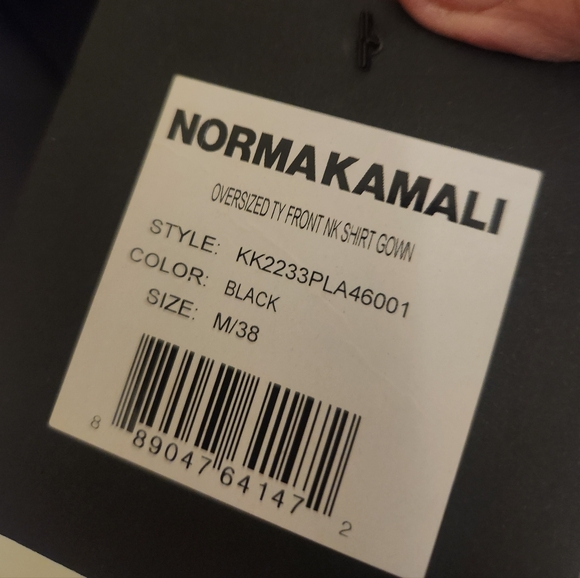 NORMAKAMALI
OVERSIZED TY FRONT NK SHIRT GOWN
STYLE: KK2233PLA46001
COLOR: BLACK
SIZE: M/38
8 89047 64147 2